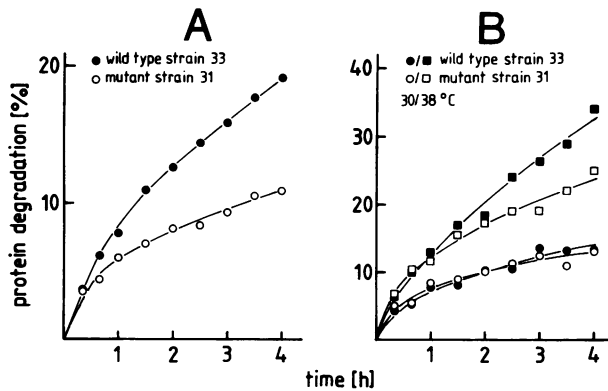 A
● wild type strain 33
○ mutant strain 31
20
10
1 2 3 4
protein degradation [%]
B
●/■ wild type strain 33
○/□ mutant strain 31
30/38 °C
40
30
20
10
1 2 3 4
time [h]